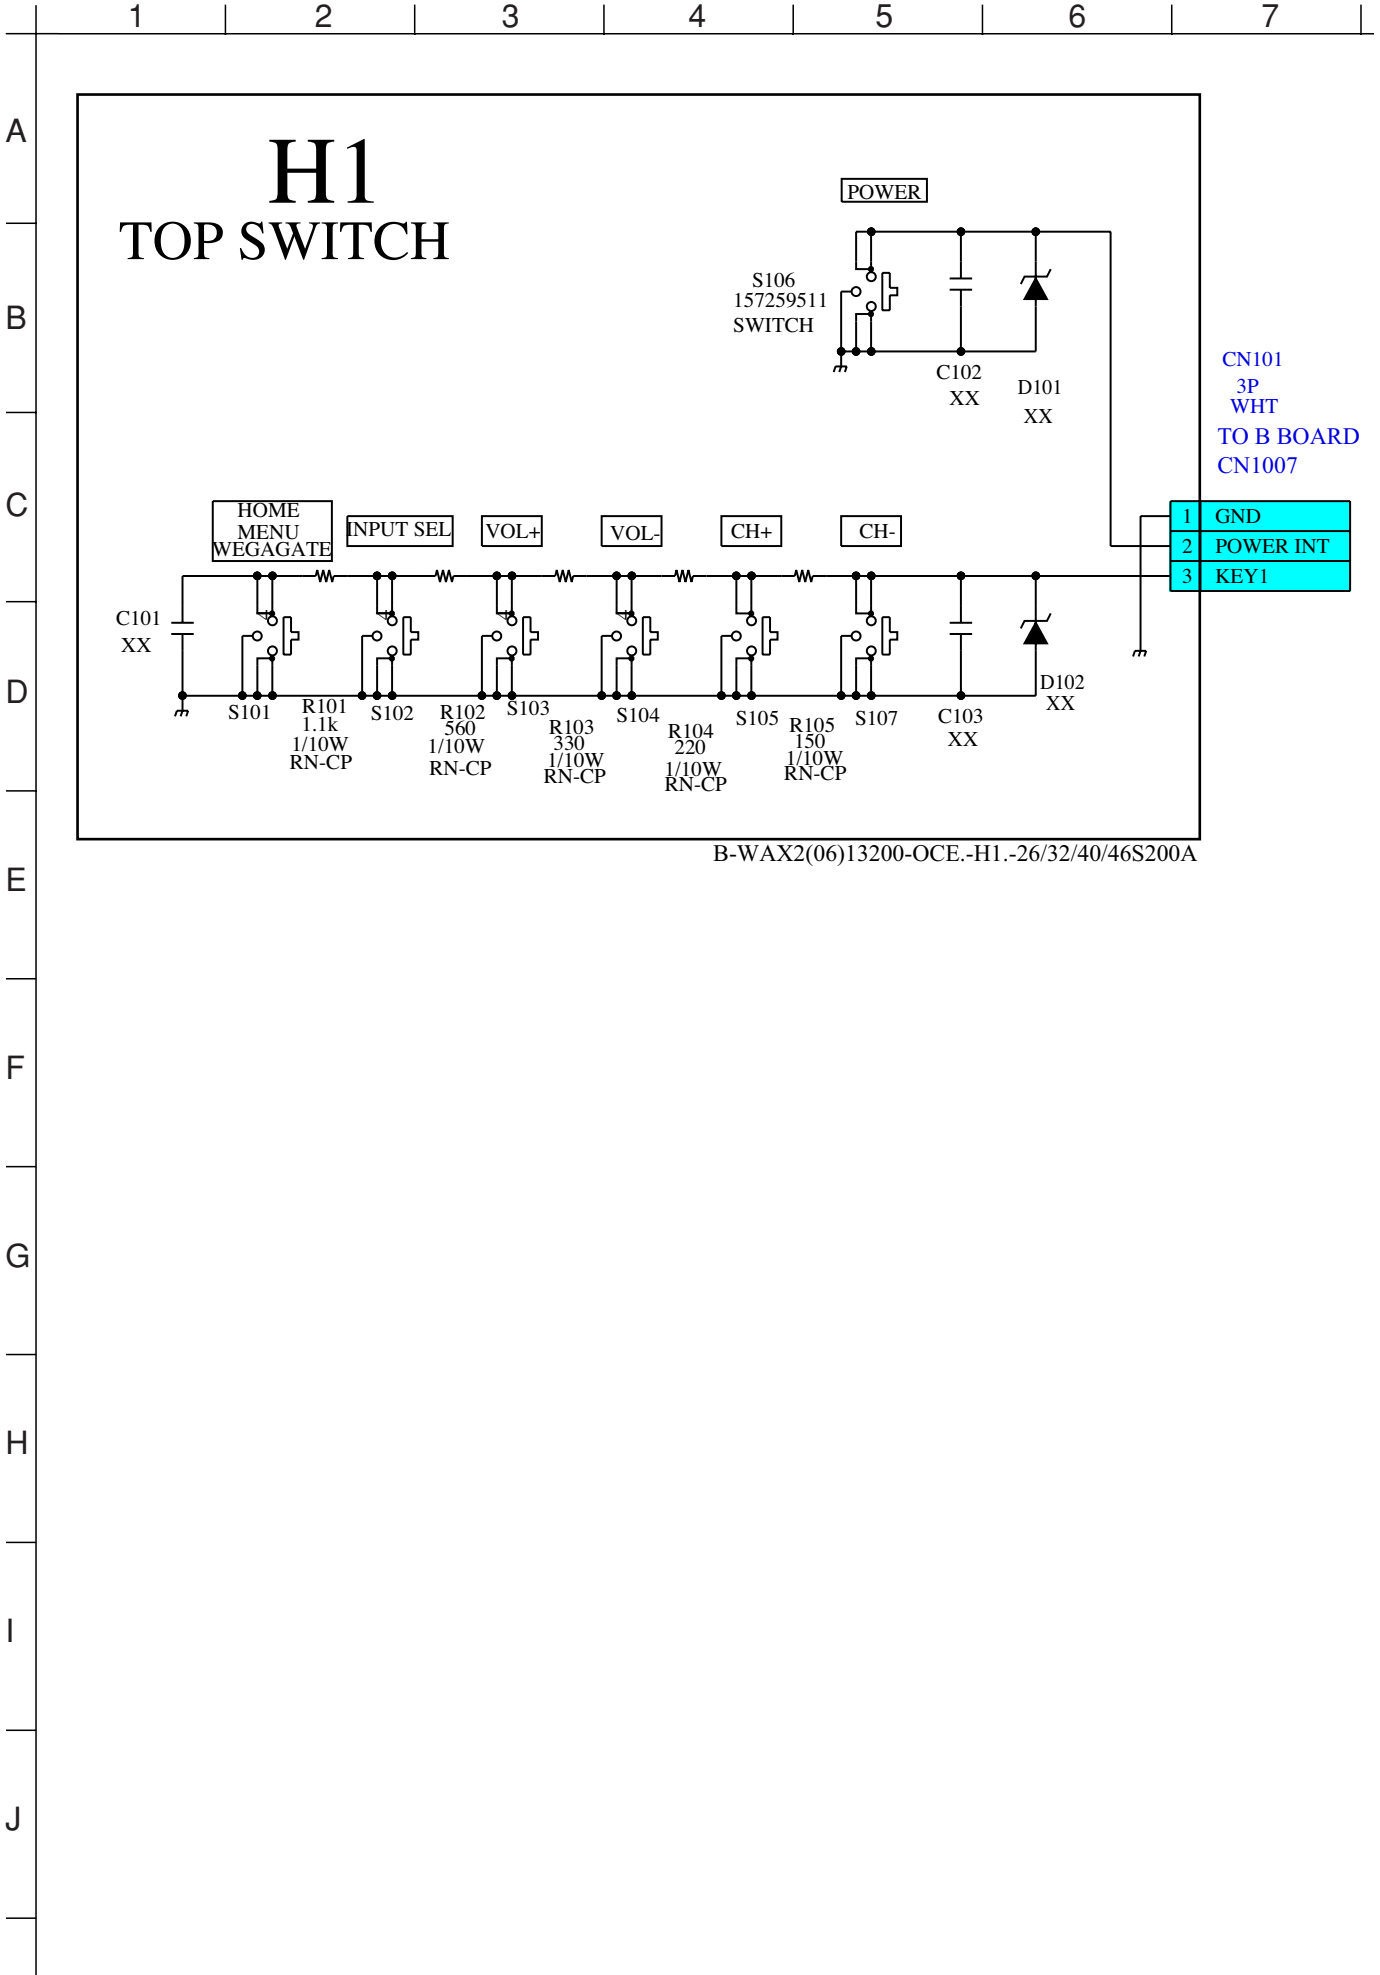 1 2 3 4 5 6 7
A
H1
TOP SWITCH
POWER
B
S106
157259511
SWITCH
C102
XX
D101
XX
CN101
3P
WHT
TO B BOARD
CN1007
C
HOME
MENU
WEGAGATE
INPUT SEL
VOL+
VOL-
CH+
CH-
1 GND
2 POWER INT
3 KEY1
C101
XX
D
S101
R101
1.1k
1/10W
RN-CP
S102
R102
560
1/10W
RN-CP
S103
R103
330
1/10W
RN-CP
S104
R104
220
1/10W
RN-CP
S105
R105
150
1/10W
RN-CP
S107
C103
XX
D102
XX
B-WAX2(06)13200-OCE.-H1.-26/32/40/46S200A
E
F
G
H
I
J